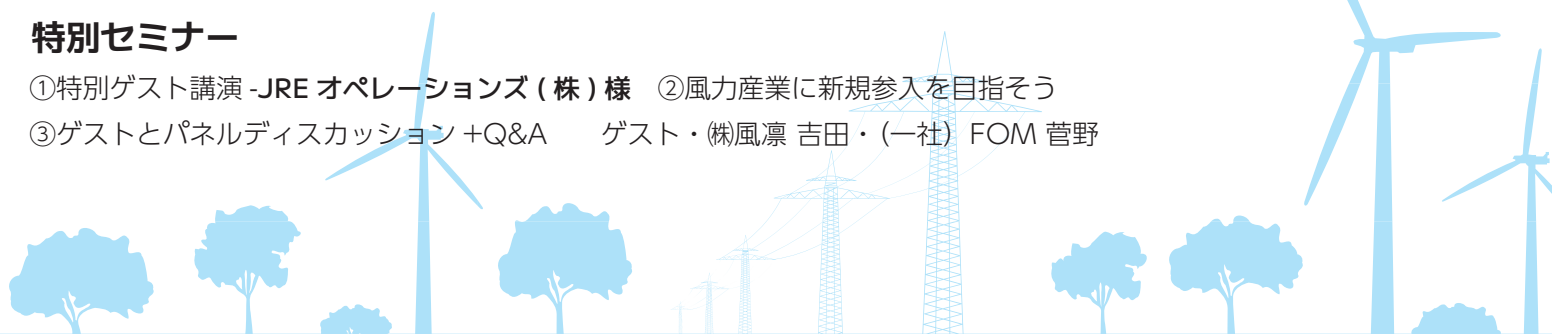 特別セミナー
①特別ゲスト講演 -JRE オペレーションズ ( 株 ) 様　②風力産業に新規参入を目指そう
③ゲストとパネルディスカッション +Q&A　　ゲスト・㈱風凛 吉田・ (一社)  FOM 菅野